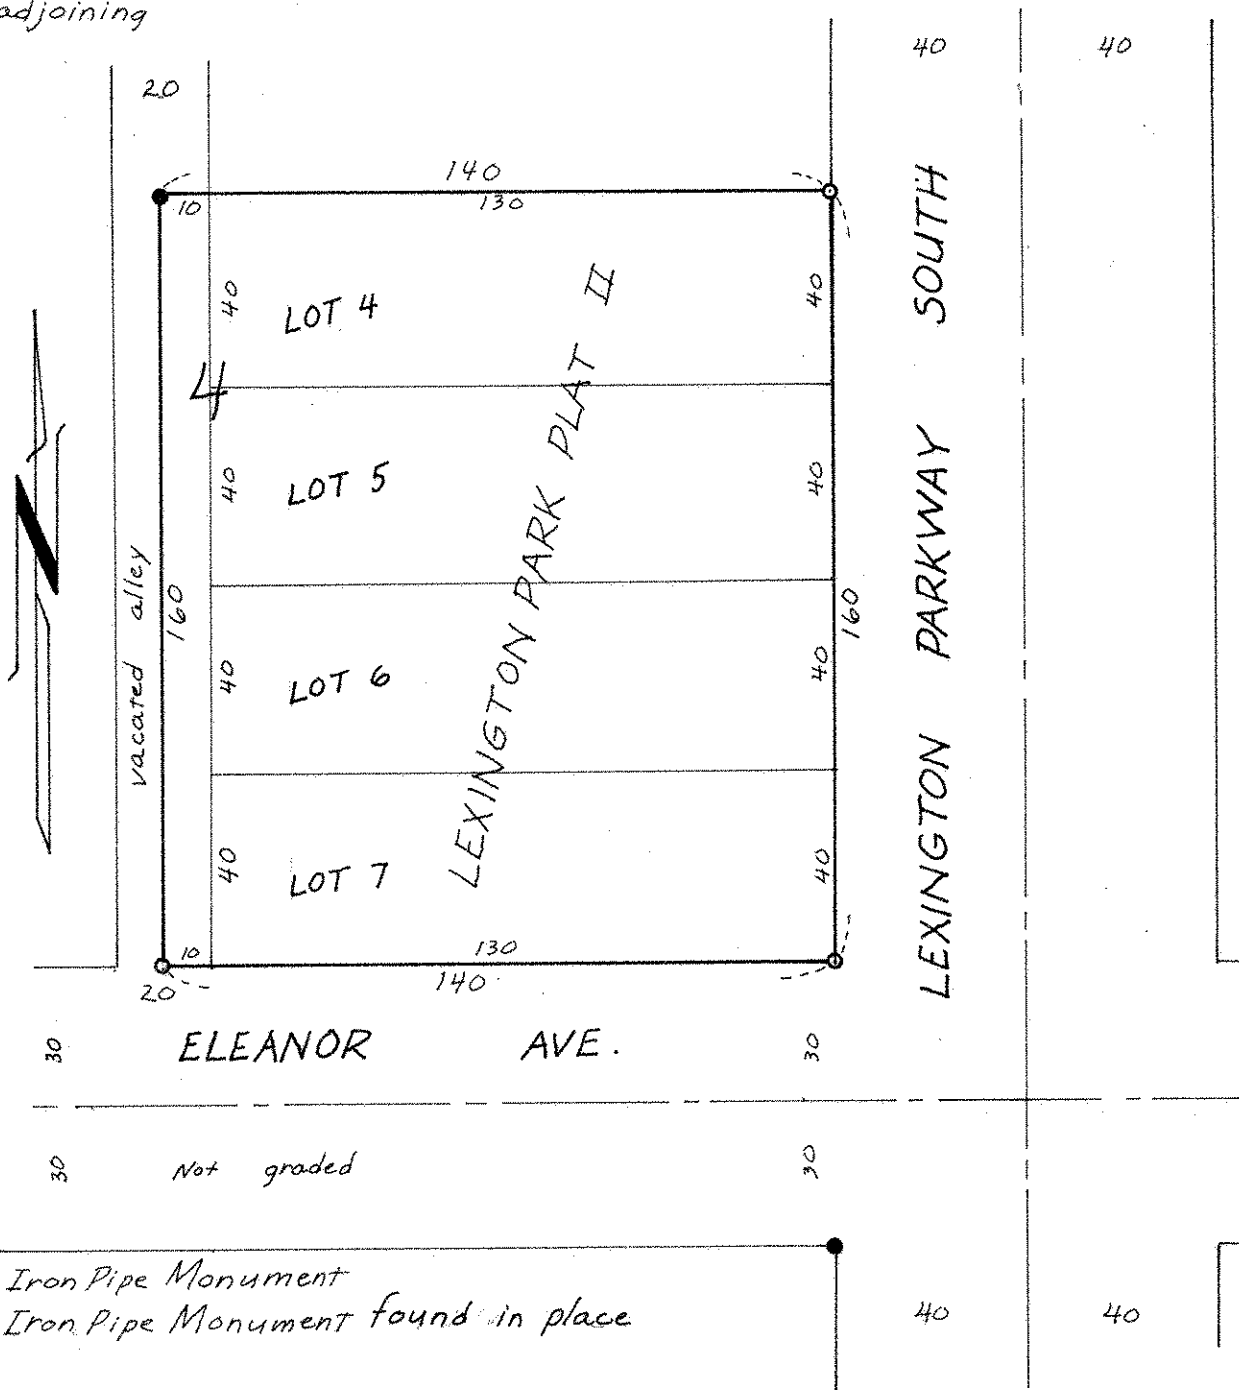 adjoining
20
40
40
140
130
10
40
LOT 4
40
4
40
LOT 5
40
LEXINGTON PARK PLAT II
LEXINGTON PARKWAY SOUTH
vacated alley
160
160
40
LOT 6
40
40
LOT 7
40
10
130
20
140
30
ELEANOR AVE.
30
30
Not graded
30
N
Iron Pipe Monument
Iron Pipe Monument found in place
40
40